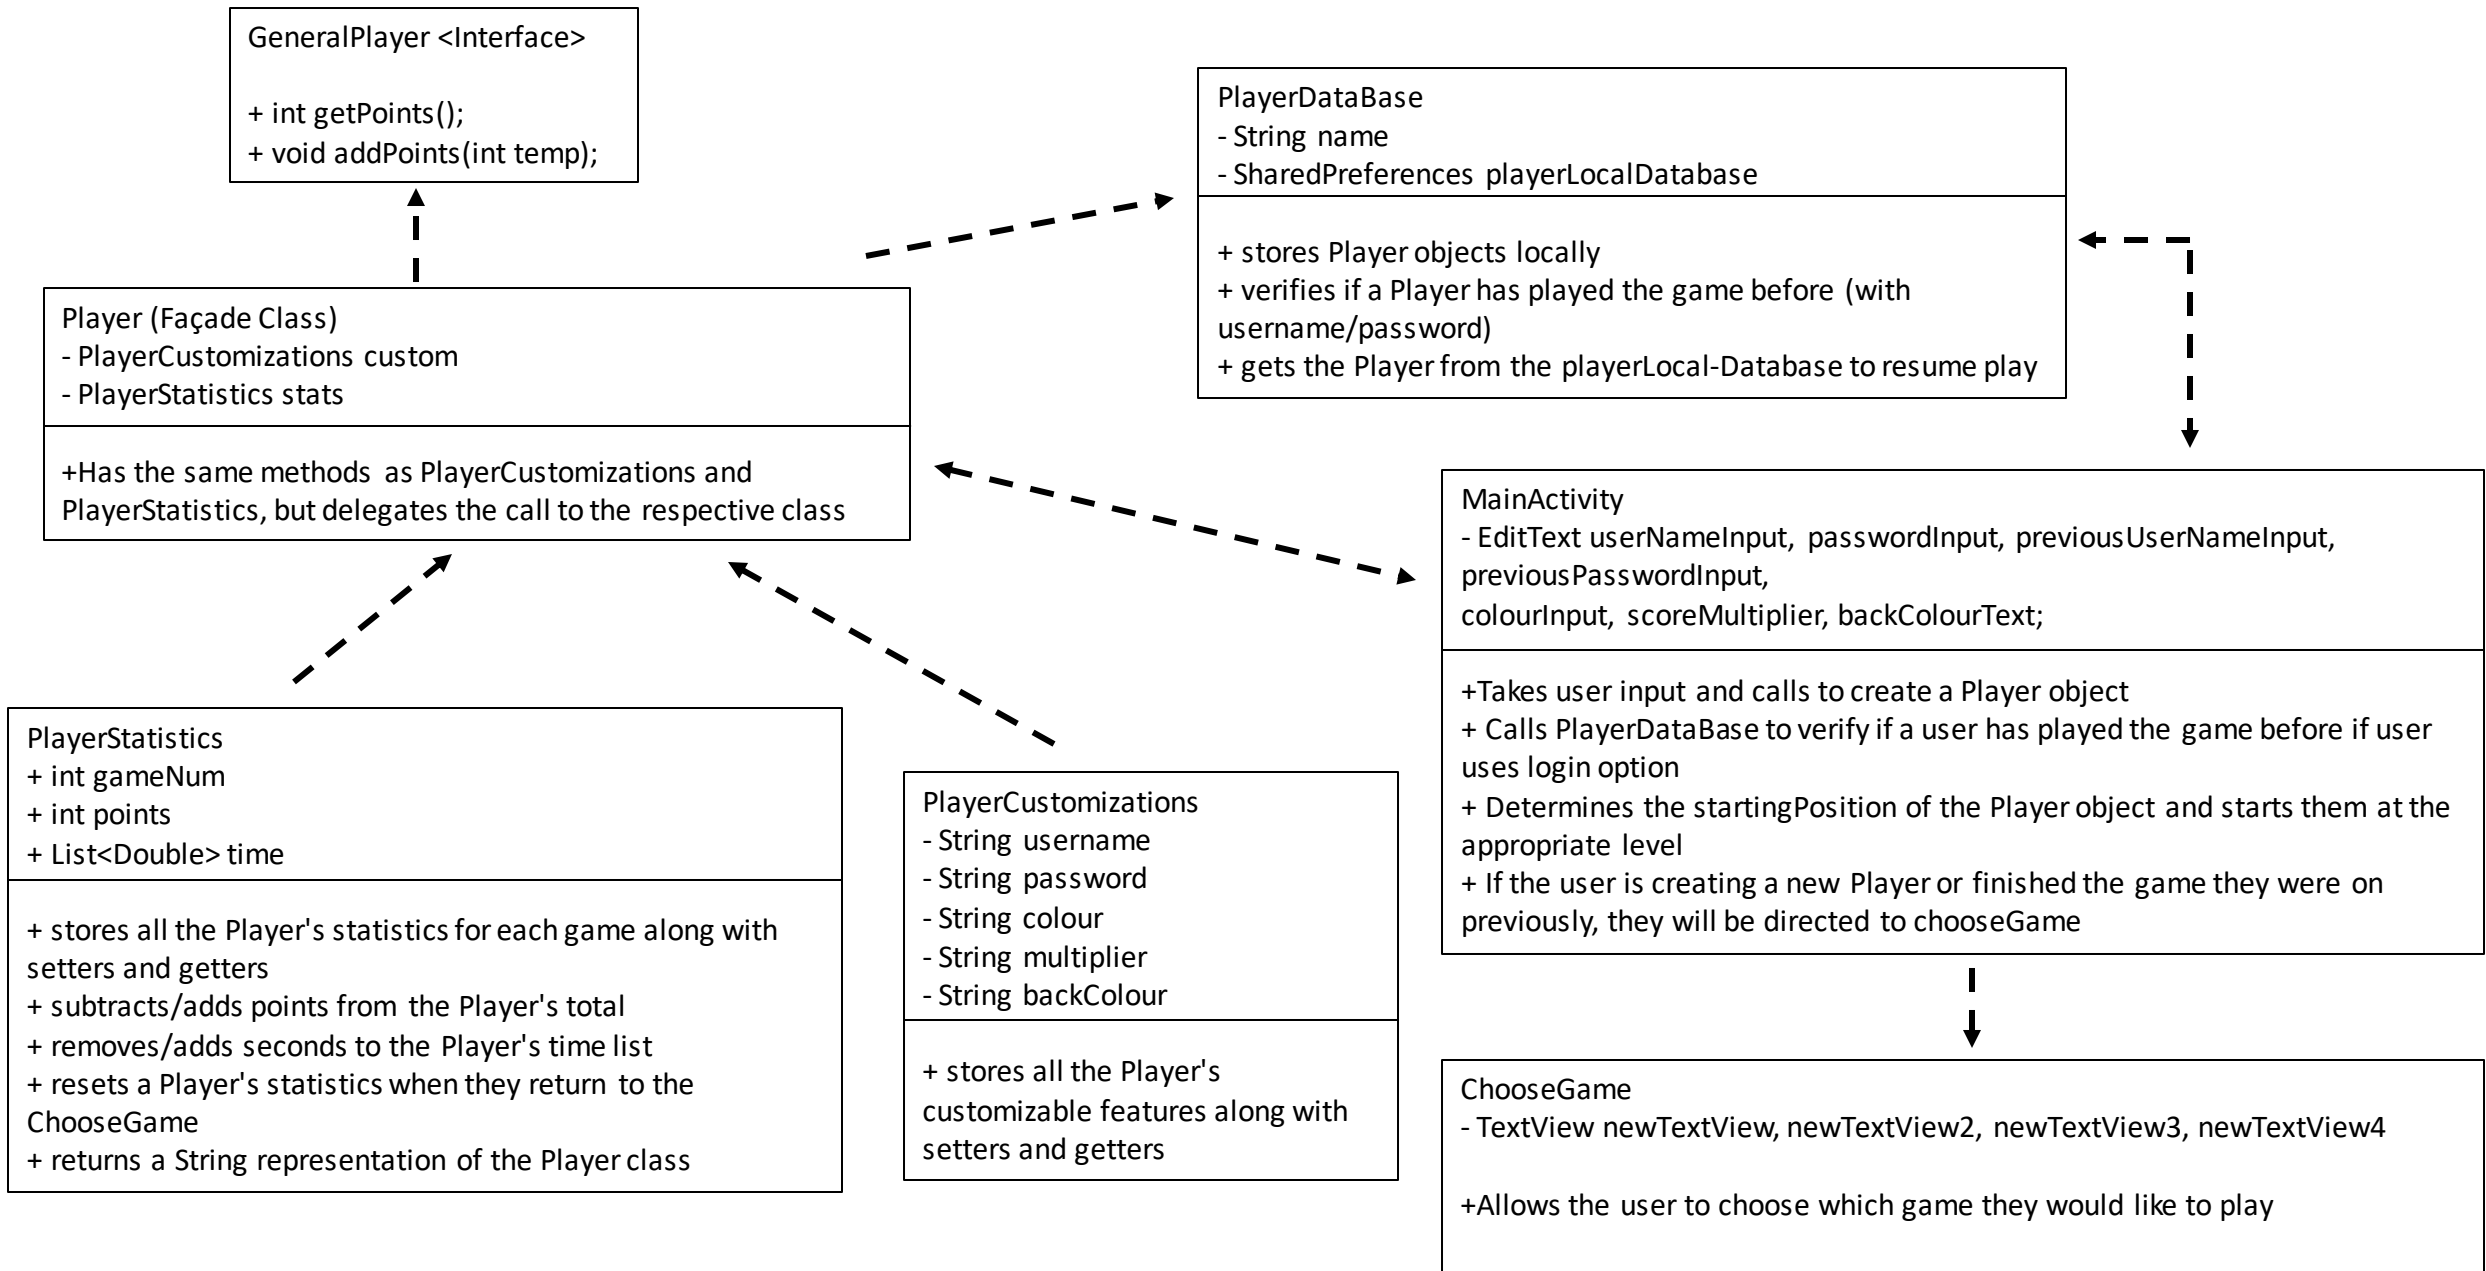 GeneralPlayer <Interface>
+ int getPoints();
+ void addPoints(int temp);
PlayerDataBase
- String name
- SharedPreferences playerLocalDatabase
+ stores Player objects locally
+ verifies if a Player has played the game before (with
username/password)
+ gets the Player from the playerLocal-Database to resume play
Player (Façade Class)
- PlayerCustomizations custom
- PlayerStatistics stats
+Has the same methods as PlayerCustomizations and
PlayerStatistics, but delegates the call to the respective class
MainActivity
- EditText userNameInput, passwordInput, previousUserNameInput,
previousPasswordInput,
colourInput, scoreMultiplier, backColourText;
+Takes user input and calls to create a Player object
+ Calls PlayerDataBase to verify if a user has played the game before if user
uses login option
+ Determines the startingPosition of the Player object and starts them at the
appropriate level
+ If the user is creating a new Player or finished the game they were on
previously, they will be directed to chooseGame
PlayerStatistics
+ int gameNum
+ int points
+ List<Double> time
+ stores all the Player's statistics for each game along with
setters and getters
+ subtracts/adds points from the Player's total
+ removes/adds seconds to the Player's time list
+ resets a Player's statistics when they return to the
ChooseGame
+ returns a String representation of the Player class
PlayerCustomizations
- String username
- String password
- String colour
- String multiplier
- String backColour
+ stores all the Player's
customizable features along with
setters and getters
ChooseGame
- TextView newTextView, newTextView2, newTextView3, newTextView4
+Allows the user to choose which game they would like to play